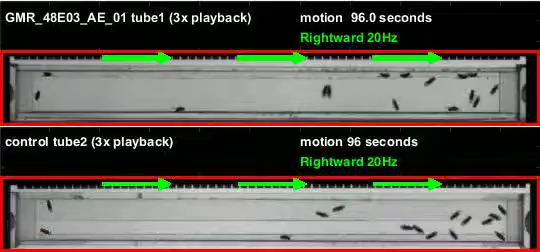 GMR_48E03_AE_01 tube1 (3x playback)
motion  96.0 seconds
Rightward 20Hz
control tube2 (3x playback)
motion 96 seconds
Rightward 20Hz